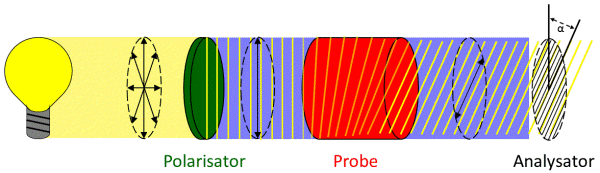 α
Polarisator
Probe
Analysator